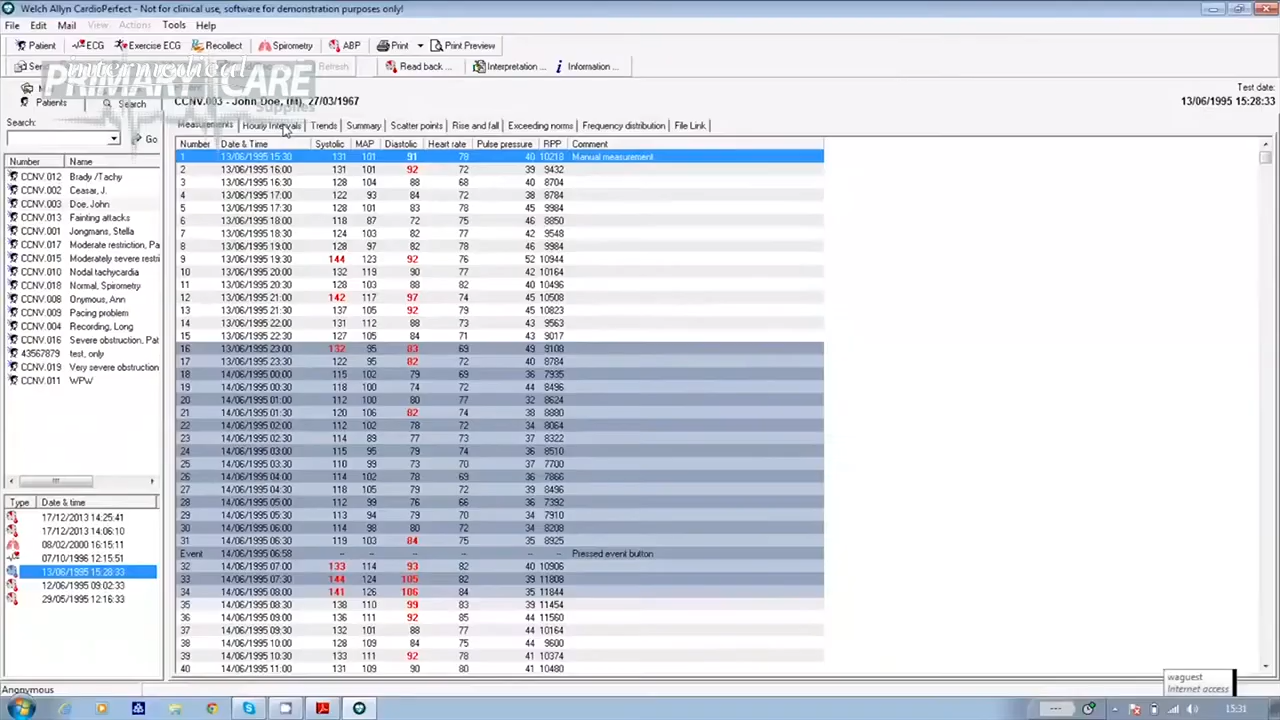 Welch Allyn CardioPerfect - Not for clinical use, software for demonstration purposes only!
File Edit Mail View Actions Tools Help
Patient ECG Exercise ECG Recollect Spirometry ABP Print Print Preview
Refresh Read back ... Interpretation ... Information ...
intermedical
PRIMARY CARE
Supplies
Patients Search
CCNV.003 - John Doe, (M), 27/03/1967
Test date:
13/06/1995 15:28:33
Measurements Hourly Intervals Trends Summary Scatter points Rise and fall Exceeding norms Frequency distribution File Link
Search:
Go
Number Name
CCNV.012 Brady /Tachy
CCNV.002 Ceasar, J.
CCNV.003 Doe, John
CCNV.013 Fainting attacks
CCNV.001 Jongmans, Stella
CCNV.017 Moderate restriction, Pa
CCNV.015 Moderately severe restri
CCNV.010 Nodal tachycardia
CCNV.018 Normal, Spirometry
CCNV.008 Onymous, Ann
CCNV.009 Pacing problem
CCNV.004 Recording, Long
CCNV.016 Severe obstruction, Pat
43567879 test, only
CCNV.019 Very severe obstruction
CCNV.011 WPW
Type Date & time
17/12/2013 14:25:41
17/12/2013 14:06:10
08/02/2000 16:15:11
07/10/1996 12:15:51
13/06/1995 15:28:33
12/06/1995 09:02:33
29/05/1995 12:16:33
Number Date & Time Systolic MAP Diastolic Heart rate Pulse pressure RPP Comment
1 13/06/1995 15:30 131 101 91 78 40 10218 Manual measurement
2 13/06/1995 16:00 131 101 92 72 39 9432
3 13/06/1995 16:30 128 104 88 68 40 8704
4 13/06/1995 17:00 122 93 84 72 38 8784
5 13/06/1995 17:30 128 101 83 78 45 9984
6 13/06/1995 18:00 118 87 72 75 46 8850
7 13/06/1995 18:30 124 103 82 77 42 9548
8 13/06/1995 19:00 128 97 82 78 46 9984
9 13/06/1995 19:30 144 123 92 76 52 10944
10 13/06/1995 20:00 132 119 90 77 42 10164
11 13/06/1995 20:30 128 103 88 82 40 10496
12 13/06/1995 21:00 142 117 97 74 45 10508
13 13/06/1995 21:30 137 105 92 79 45 10823
14 13/06/1995 22:00 131 112 88 73 43 9563
15 13/06/1995 22:30 127 105 84 71 43 9017
16 13/06/1995 23:00 132 95 83 69 49 9108
17 13/06/1995 23:30 122 95 82 72 40 8784
18 14/06/1995 00:00 115 102 79 69 36 7935
19 14/06/1995 00:30 118 100 74 72 44 8496
20 14/06/1995 01:00 112 100 80 77 32 8624
21 14/06/1995 01:30 120 106 82 74 38 8880
22 14/06/1995 02:00 112 102 78 72 34 8064
23 14/06/1995 02:30 114 89 77 73 37 8322
24 14/06/1995 03:00 115 95 79 74 36 8510
25 14/06/1995 03:30 110 99 73 70 37 7700
26 14/06/1995 04:00 114 102 78 69 36 7866
27 14/06/1995 04:30 118 105 79 72 39 8496
28 14/06/1995 05:00 112 99 76 66 36 7392
29 14/06/1995 05:30 113 94 79 70 34 7910
30 14/06/1995 06:00 114 98 80 72 34 8208
31 14/06/1995 06:30 119 103 84 75 35 8925
Event 14/06/1995 06:58 -- -- -- -- -- -- Pressed event button
32 14/06/1995 07:00 133 114 93 82 40 10906
33 14/06/1995 07:30 144 124 105 82 39 11808
34 14/06/1995 08:00 141 126 106 84 35 11844
35 14/06/1995 08:30 138 110 99 83 39 11454
36 14/06/1995 09:00 136 111 92 85 44 11560
37 14/06/1995 09:30 132 101 88 77 44 10164
38 14/06/1995 10:00 128 109 84 75 44 9600
39 14/06/1995 10:30 133 111 92 78 41 10374
40 14/06/1995 11:00 131 109 90 80 41 10480
Anonymous
waguest
Internet access
15:31